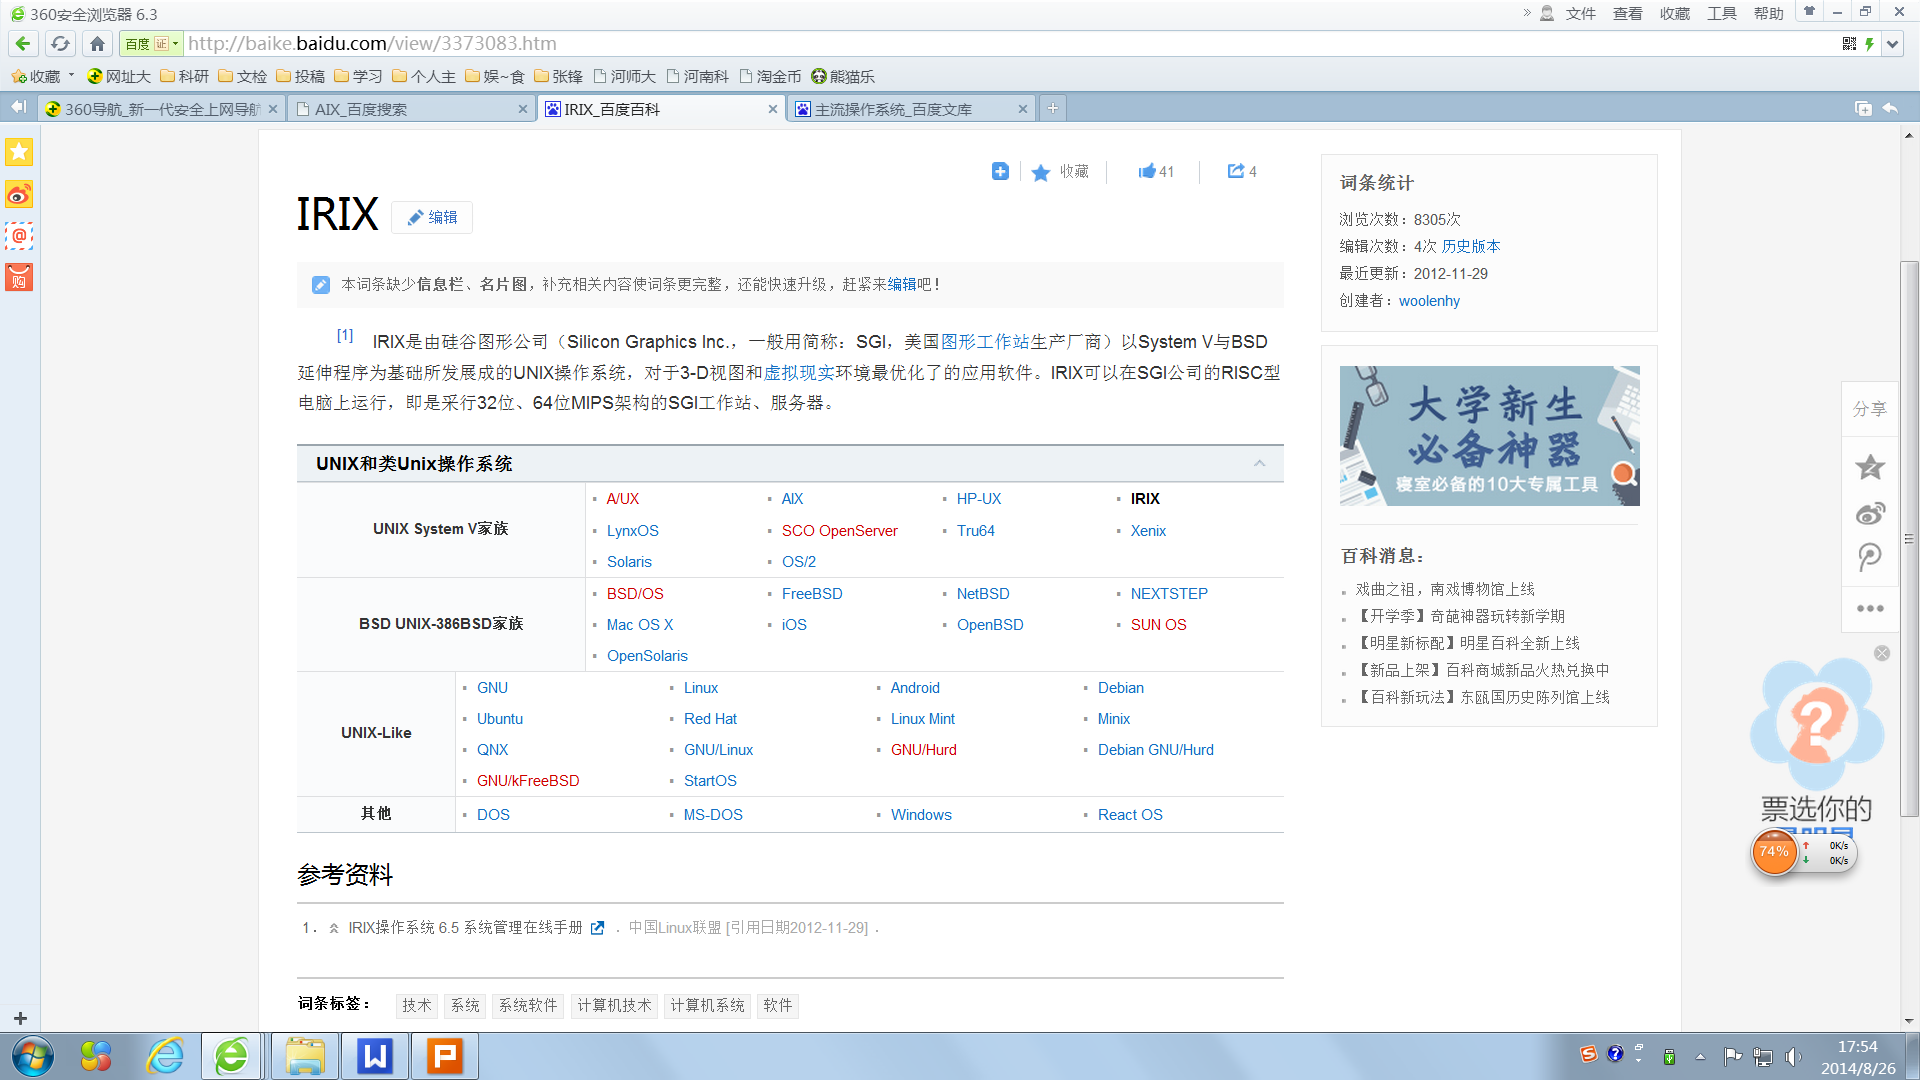 360安全浏览器 6.3
文件 查看 收藏 工具 帮助
百度 证 http://baike.baidu.com/view/3373083.htm
收藏 网址大 科研 文检 投稿 学习 个人主 娱~食 张锋 河师大 河南科 淘金币 熊猫乐
360导航_新一代安全上网导航 AIX_百度搜索 IRIX_百度百科 主流操作系统_百度文库
收藏 41 4
IRIX 编辑
本词条缺少信息栏、名片图，补充相关内容使词条更完整，还能快速升级，赶紧来编辑吧！
[1] IRIX是由硅谷图形公司（Silicon Graphics Inc.，一般用简称：SGI，美国图形工作站生产厂商）以System V与BSD
延伸程序为基础所发展成的UNIX操作系统，对于3-D视图和虚拟现实环境最优化了的应用软件。IRIX可以在SGI公司的RISC型
电脑上运行，即是采行32位、64位MIPS架构的SGI工作站、服务器。
UNIX和类Unix操作系统
UNIX System V家族
A/UX AIX HP-UX IRIX
LynxOS SCO OpenServer Tru64 Xenix
Solaris OS/2
BSD UNIX-386BSD家族
BSD/OS FreeBSD NetBSD NEXTSTEP
Mac OS X iOS OpenBSD SUN OS
OpenSolaris
UNIX-Like
GNU Linux Android Debian
Ubuntu Red Hat Linux Mint Minix
QNX GNU/Linux GNU/Hurd Debian GNU/Hurd
GNU/kFreeBSD StartOS
其他
DOS MS-DOS Windows React OS
参考资料
1. IRIX操作系统 6.5 系统管理在线手册 . 中国Linux联盟 [引用日期2012-11-29] .
词条标签： 技术 系统 系统软件 计算机技术 计算机系统 软件
词条统计
浏览次数：8305次
编辑次数：4次 历史版本
最近更新：2012-11-29
创建者：woolenhy
大学新生
必备神器
寝室必备的10大专属工具
百科消息：
戏曲之祖，南戏博物馆上线
【开学季】奇葩神器玩转新学期
【明星新标配】明星百科全新上线
【新品上架】百科商城新品火热兑换中
【百科新玩法】东瓯国历史陈列馆上线
分享
购
票选你的
74% 0K/s
0K/s
17:54
2014/8/26